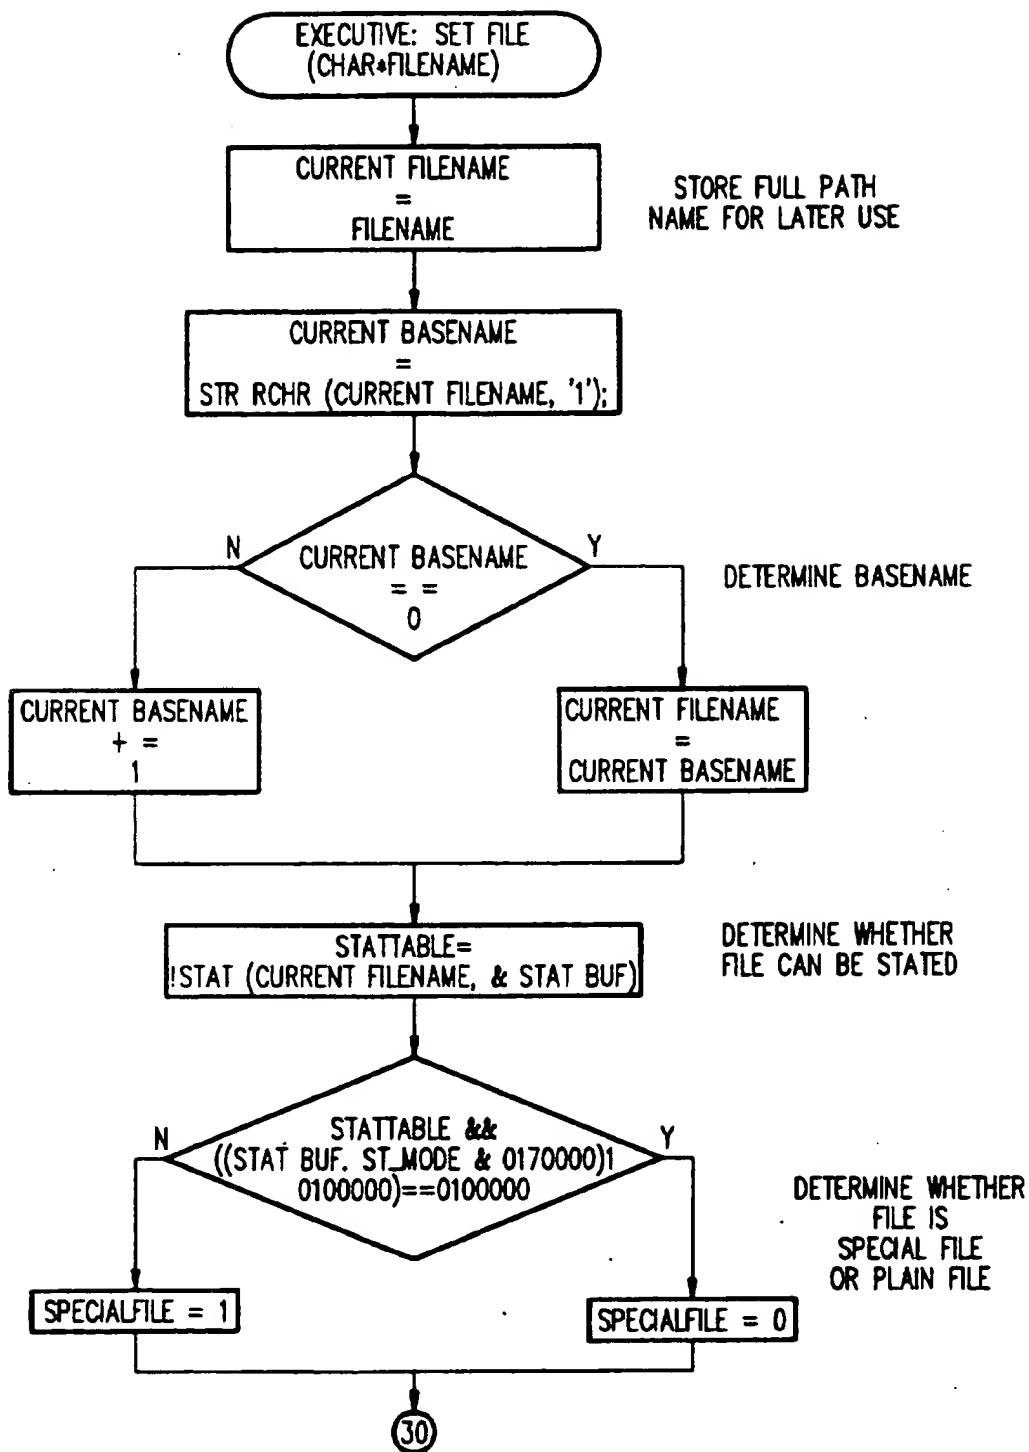 EXECUTIVE: SET FILE
(CHAR*FILENAME)
CURRENT FILENAME
=
FILENAME
STORE FULL PATH
NAME FOR LATER USE
CURRENT BASENAME
=
STR RCHR (CURRENT FILENAME, '1');
N
CURRENT BASENAME
= =
0
Y
DETERMINE BASENAME
CURRENT BASENAME
+ =
1
CURRENT FILENAME
=
CURRENT BASENAME
STATTABLE=
!STAT (CURRENT FILENAME, & STAT BUF)
DETERMINE WHETHER
FILE CAN BE STATED
N
STATTABLE &&
((STAT BUF. ST_MODE & 0170000)1
0100000)==0100000
Y
DETERMINE WHETHER
FILE IS
SPECIAL FILE
OR PLAIN FILE
SPECIALFILE = 1
SPECIALFILE = 0
30